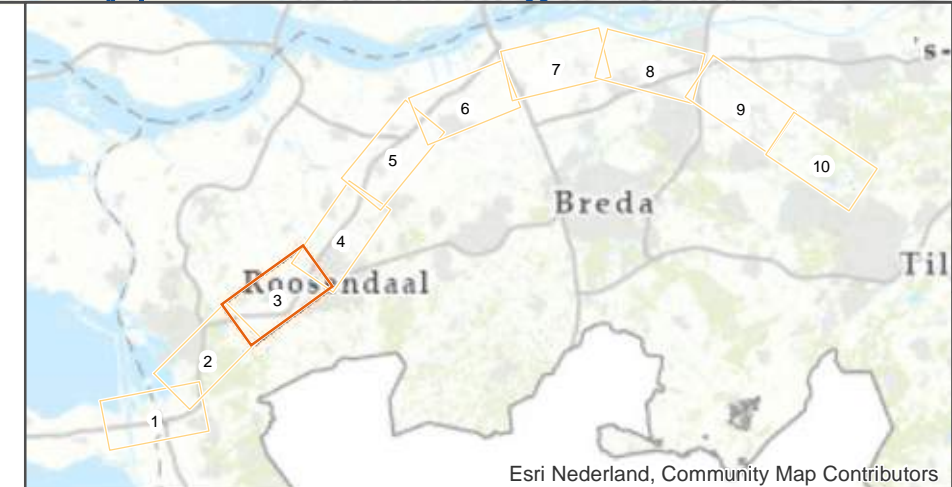 's-
7
8
6
9
5
10
Breda
4
Til
Roosendaal
3
2
1
Esri Nederland, Community Map Contributors